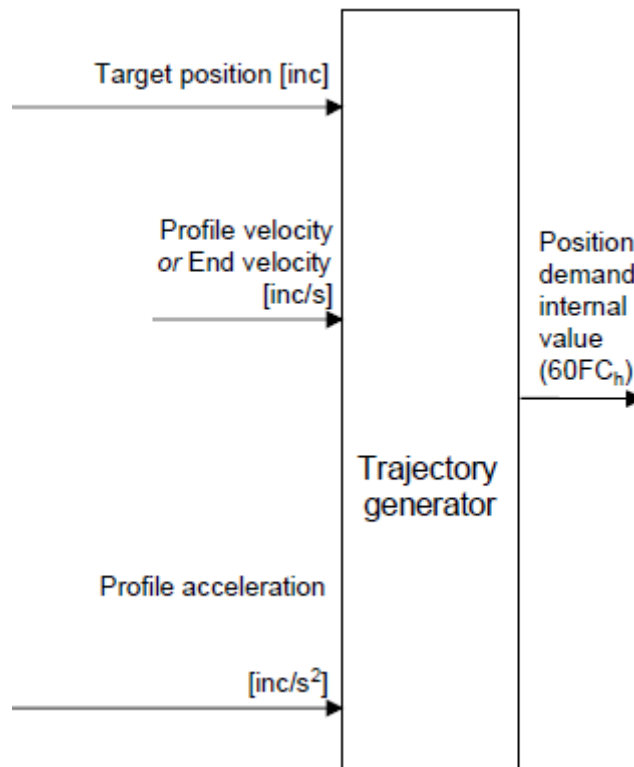 Target position [inc]
Profile velocity
or End velocity
[inc/s]
Position
demand
internal
value
(60FCₕ)
Trajectory
generator
Profile acceleration
[inc/s²]